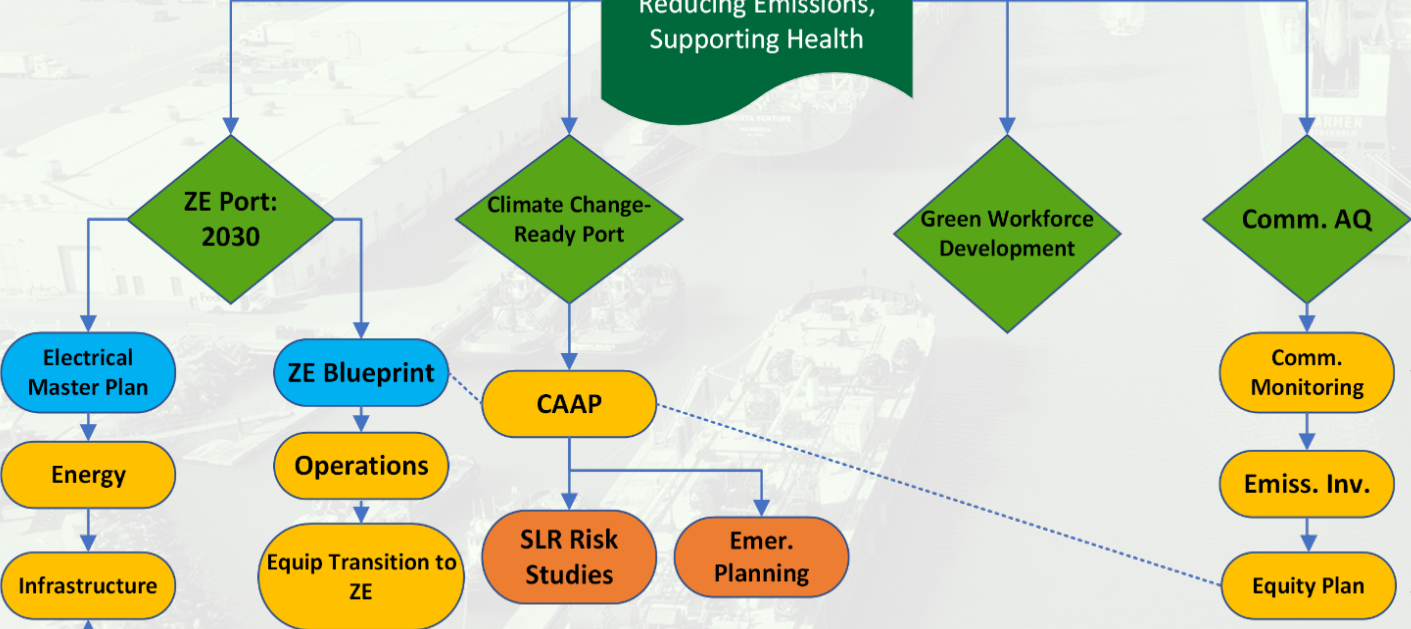 Reducing Emissions,
Supporting Health
ZE Port:
2030
Climate Change-
Ready Port
Green Workforce
Development
Comm. AQ
Electrical
Master Plan
ZE Blueprint
CAAP
Comm.
Monitoring
Energy
Operations
Emiss. Inv.
Infrastructure
Equip Transition to
ZE
SLR Risk
Studies
Emer.
Planning
Equity Plan